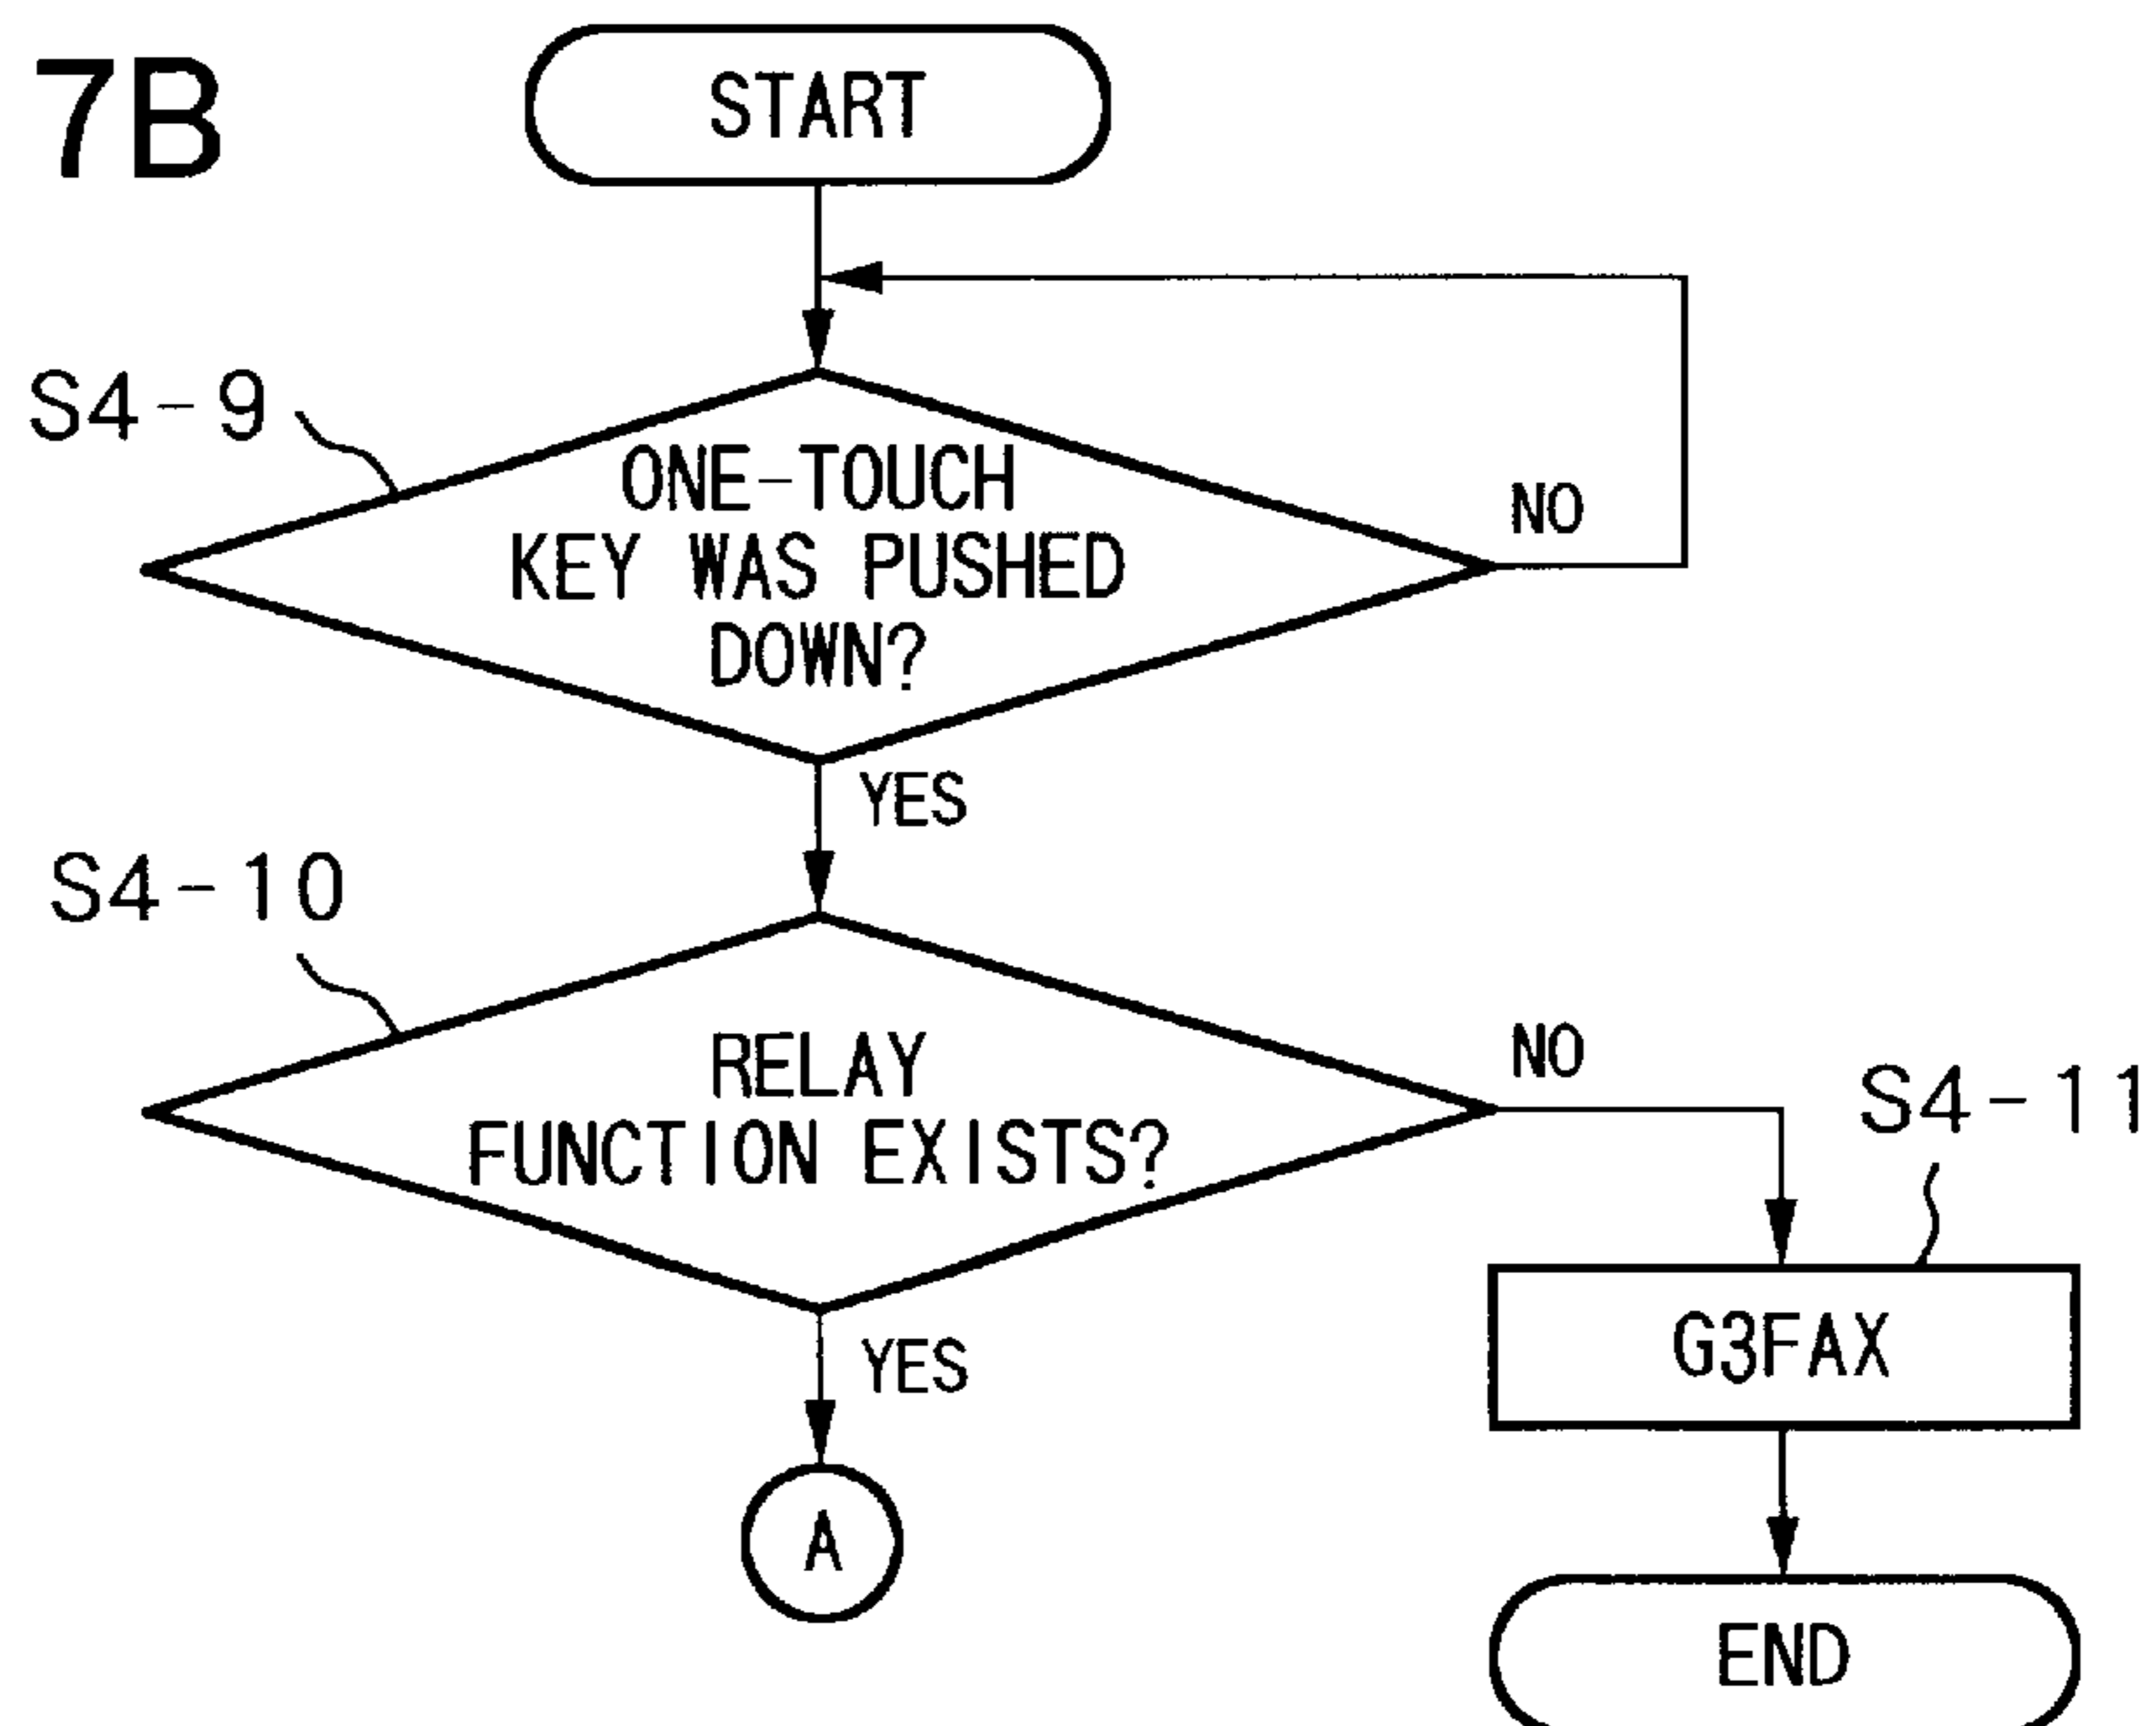 7B
START
S4-9
ONE-TOUCH
KEY WAS PUSHED
DOWN?
NO
YES
S4-10
RELAY
FUNCTION EXISTS?
NO
S4-11
YES
G3FAX
A
END